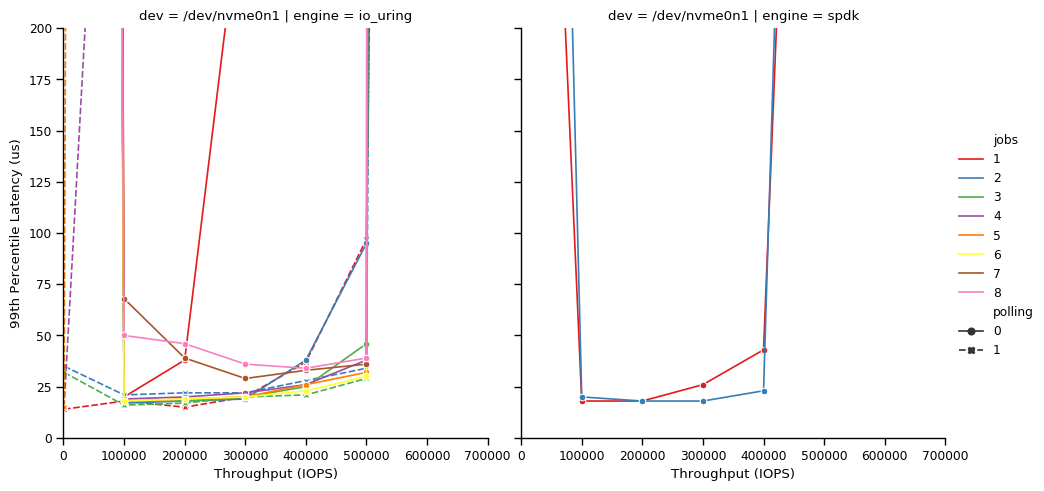 dev = /dev/nvme0n1 | engine = io_uring
dev = /dev/nvme0n1 | engine = spdk
99th Percentile Latency (us)
200
175
150
125
100
75
50
25
0
0 100000 200000 300000 400000 500000 600000 700000
0 100000 200000 300000 400000 500000 600000 700000
Throughput (IOPS)
Throughput (IOPS)
jobs
1
2
3
4
5
6
7
8
polling
0
1